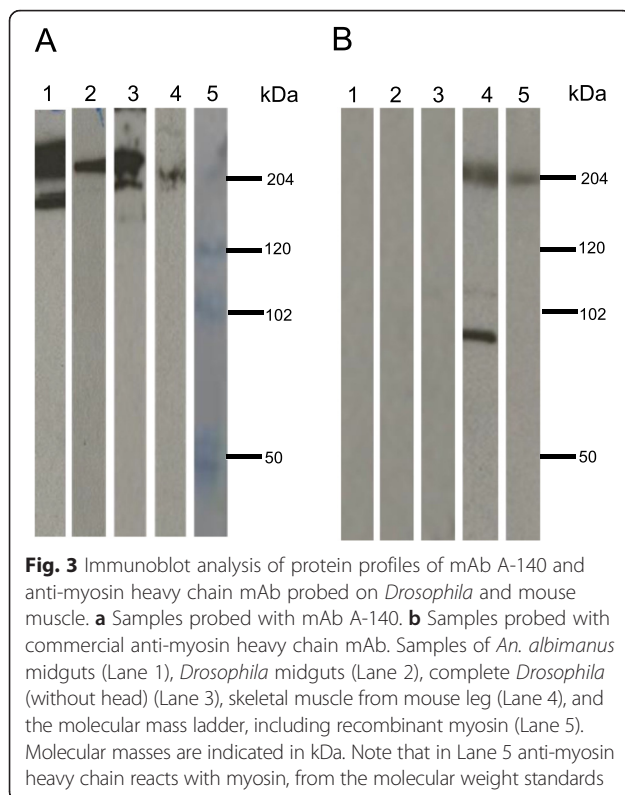 A
B
1 2 3 4 5 kDa
1 2 3 4 5 kDa
204
120
102
50
204
120
102
50
Fig. 3 Immunoblot analysis of protein profiles of mAb A-140 and
anti-myosin heavy chain mAb probed on Drosophila and mouse
muscle. a Samples probed with mAb A-140. b Samples probed with
commercial anti-myosin heavy chain mAb. Samples of An. albimanus
midguts (Lane 1), Drosophila midguts (Lane 2), complete Drosophila
(without head) (Lane 3), skeletal muscle from mouse leg (Lane 4), and
the molecular mass ladder, including recombinant myosin (Lane 5).
Molecular masses are indicated in kDa. Note that in Lane 5 anti-myosin
heavy chain reacts with myosin, from the molecular weight standards